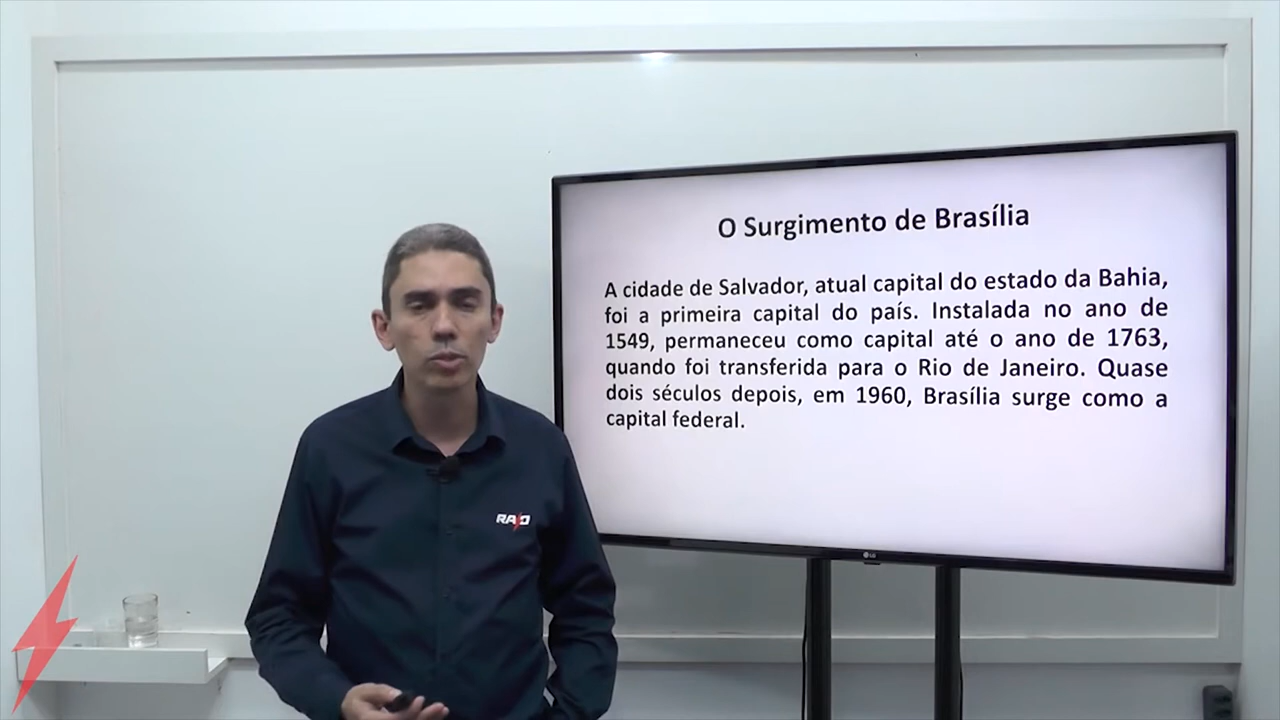 O Surgimento de Brasília
A cidade de Salvador, atual capital do estado da Bahia,
foi a primeira capital do país. Instalada no ano de
1549, permaneceu como capital até o ano de 1763,
quando foi transferida para o Rio de Janeiro. Quase
dois séculos depois, em 1960, Brasília surge como a
capital federal.
RAIO
LG